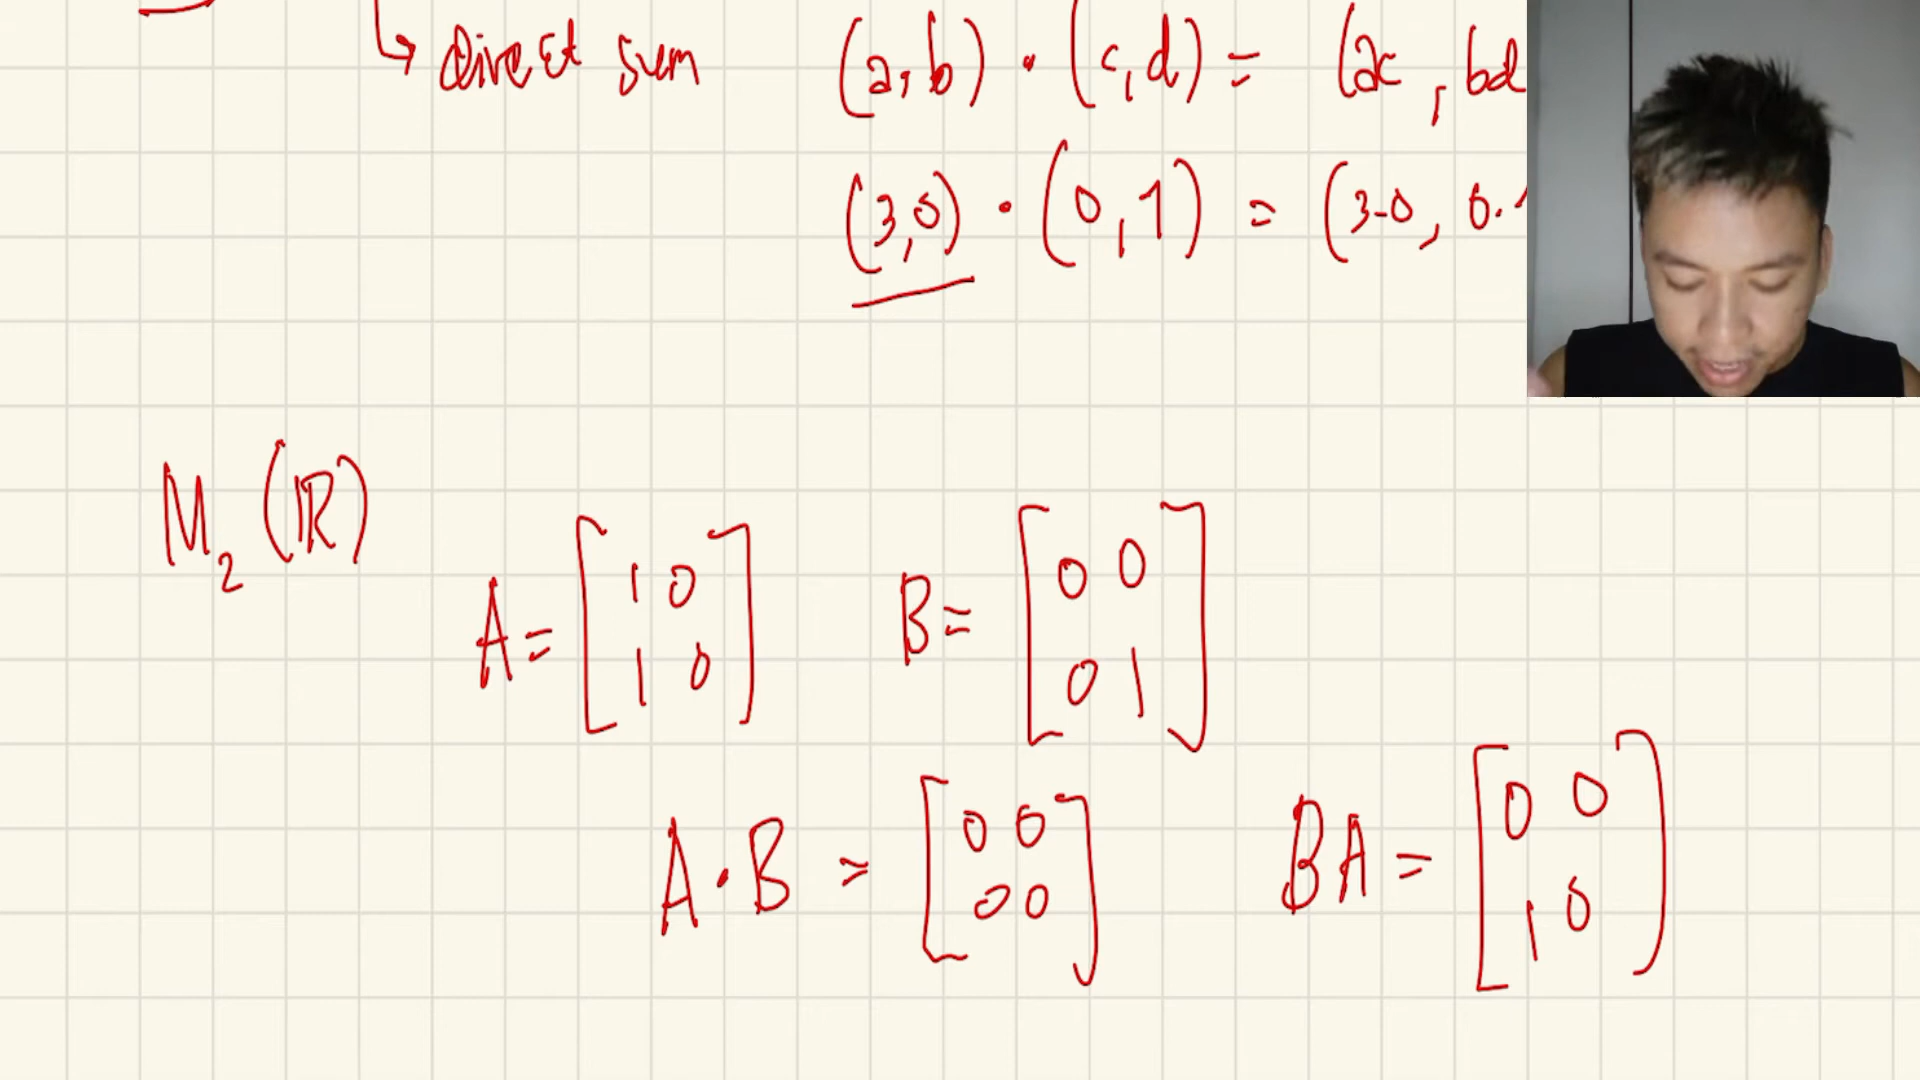 direct sum (a,b) · (c,d) = (ac, bd
(3,0) · (0,1) = (3·0, 0·1
M₂(ℝ)
A = [1 0
1 0] B = [0 0
0 1]
A·B = [0 0
0 0] BA = [0 0
1 0]